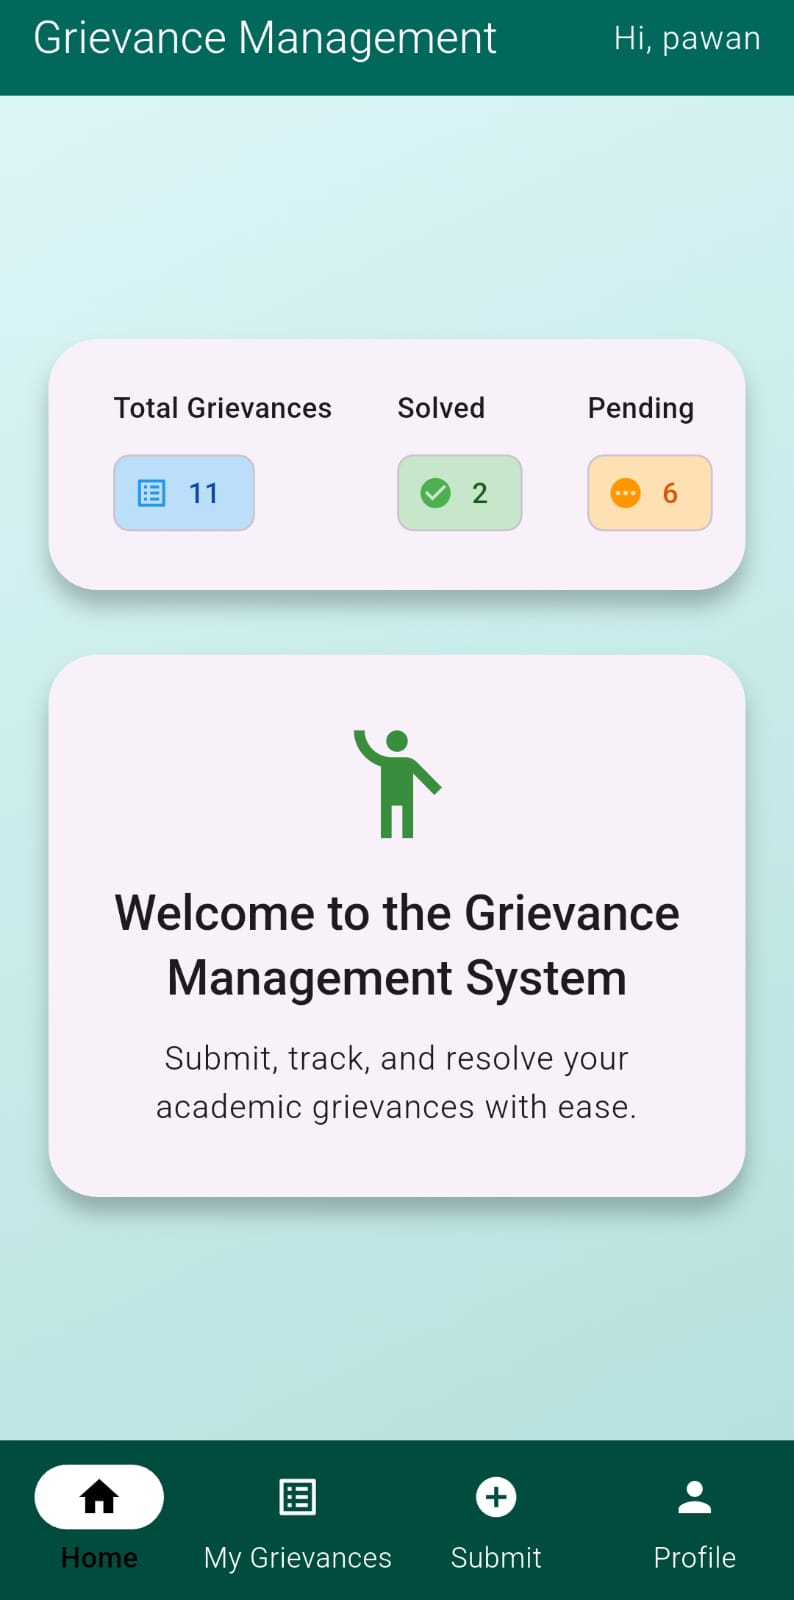 Grievance Management
Hi, pawan
Total Grievances
Solved
Pending
11
2
6
Welcome to the Grievance
Management System
Submit, track, and resolve your
academic grievances with ease.
Home
My Grievances
Submit
Profile